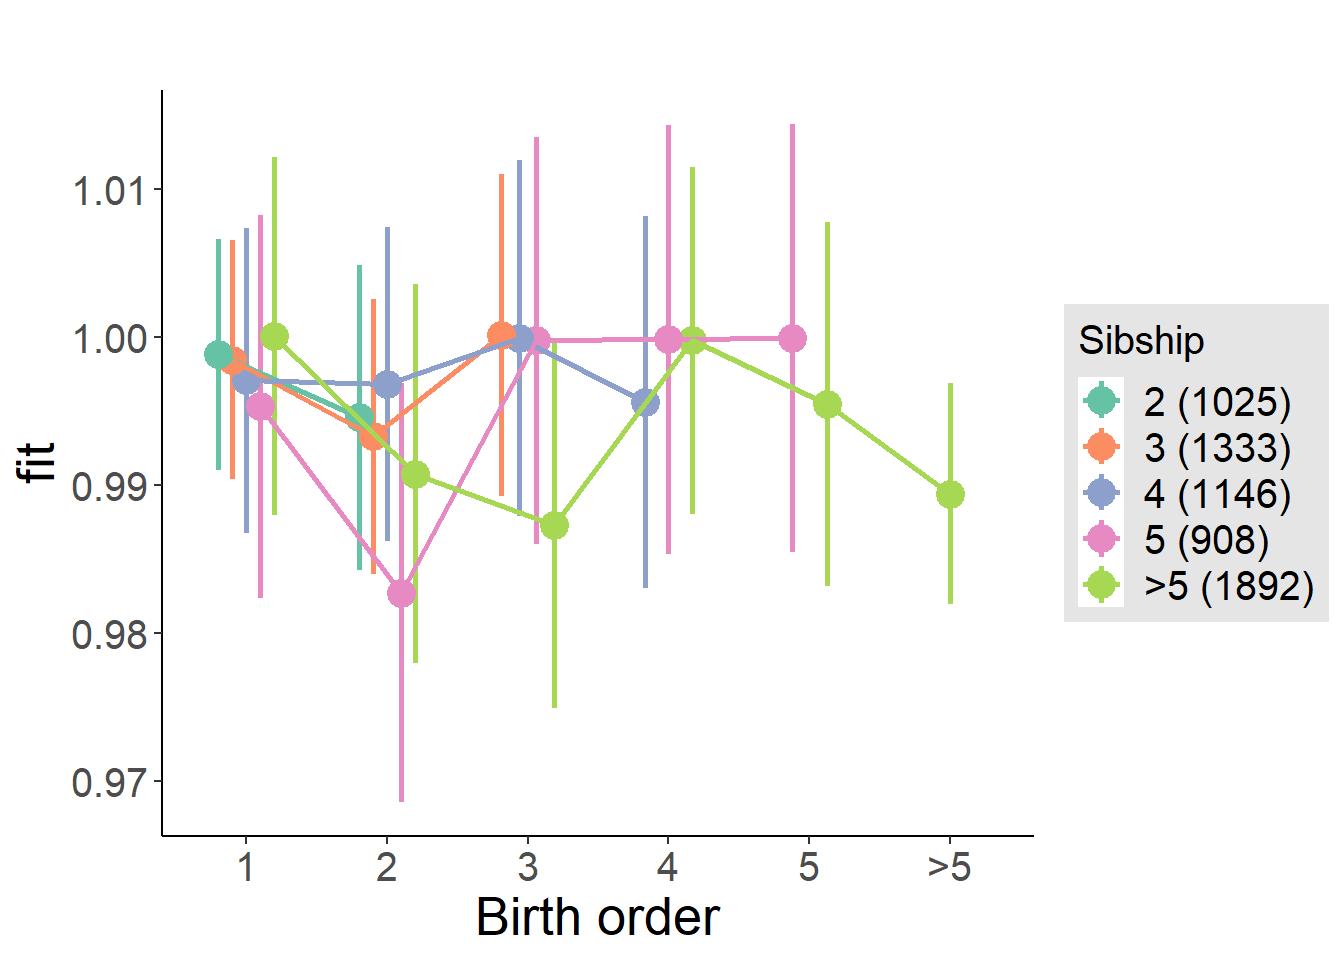 1.01
1.00
0.99
0.98
0.97
fit
1 2 3 4 5 >5
Birth order
Sibship
2 (1025)
3 (1333)
4 (1146)
5 (908)
>5 (1892)